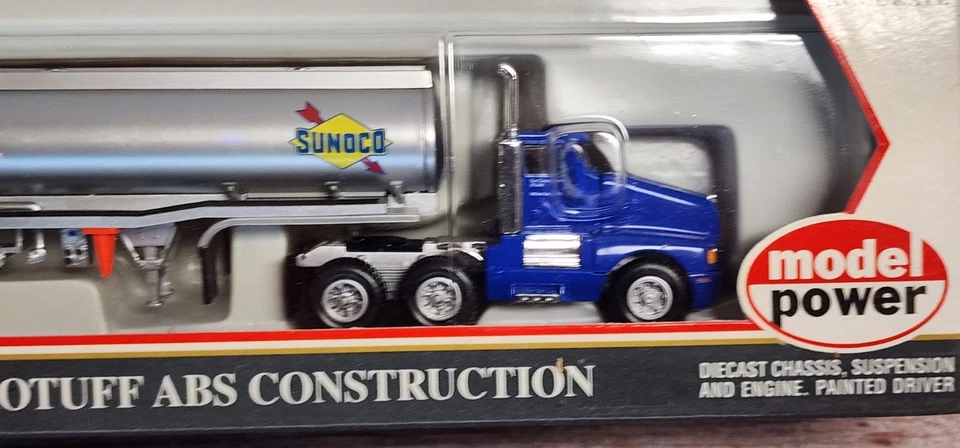 SUNOCO
model
power
OTUFF ABS CONSTRUCTION
DIECAST CHASSIS, SUSPENSION
AND ENGINE. PAINTED DRIVER